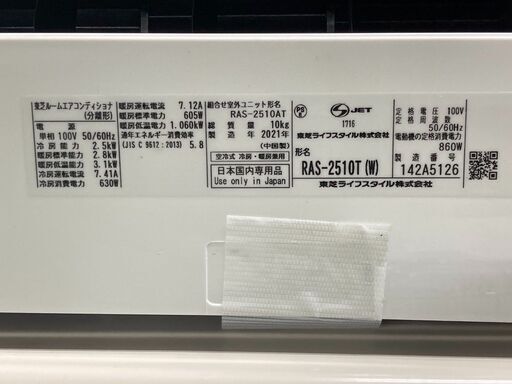 東芝ルームエアコンディショナ
(分離形)
電 源
単相 100V 50/60Hz
冷 房 能 力 2.5kW
暖房標準能力 2.8kW
暖房低温能力 3.1kW
冷房運転電流 7.41A
冷房消費電力 630W
暖房運転電流 7.12A
暖房標準電力 605W
暖房低温電力 1.060kW
通年エネルギー消費効率
(JIS C 9612:2013) 5.8
組合せ室外ユニット形名
RAS-2510AT
総 質 量 10kg
製 造 年 2021年
(中国製)
空冷式 冷房・暖房兼用
日本国内専用品
Use only in Japan
PS E
S JET
1716
東芝ライフスタイル株式会社
形名
RAS-2510T(W)
東芝ライフスタイル株式会社
定 格 電 圧 100V
定 格 周 波 数
50/60Hz
電動機の定格消費電力
860W
製 造 番 号
142A5126